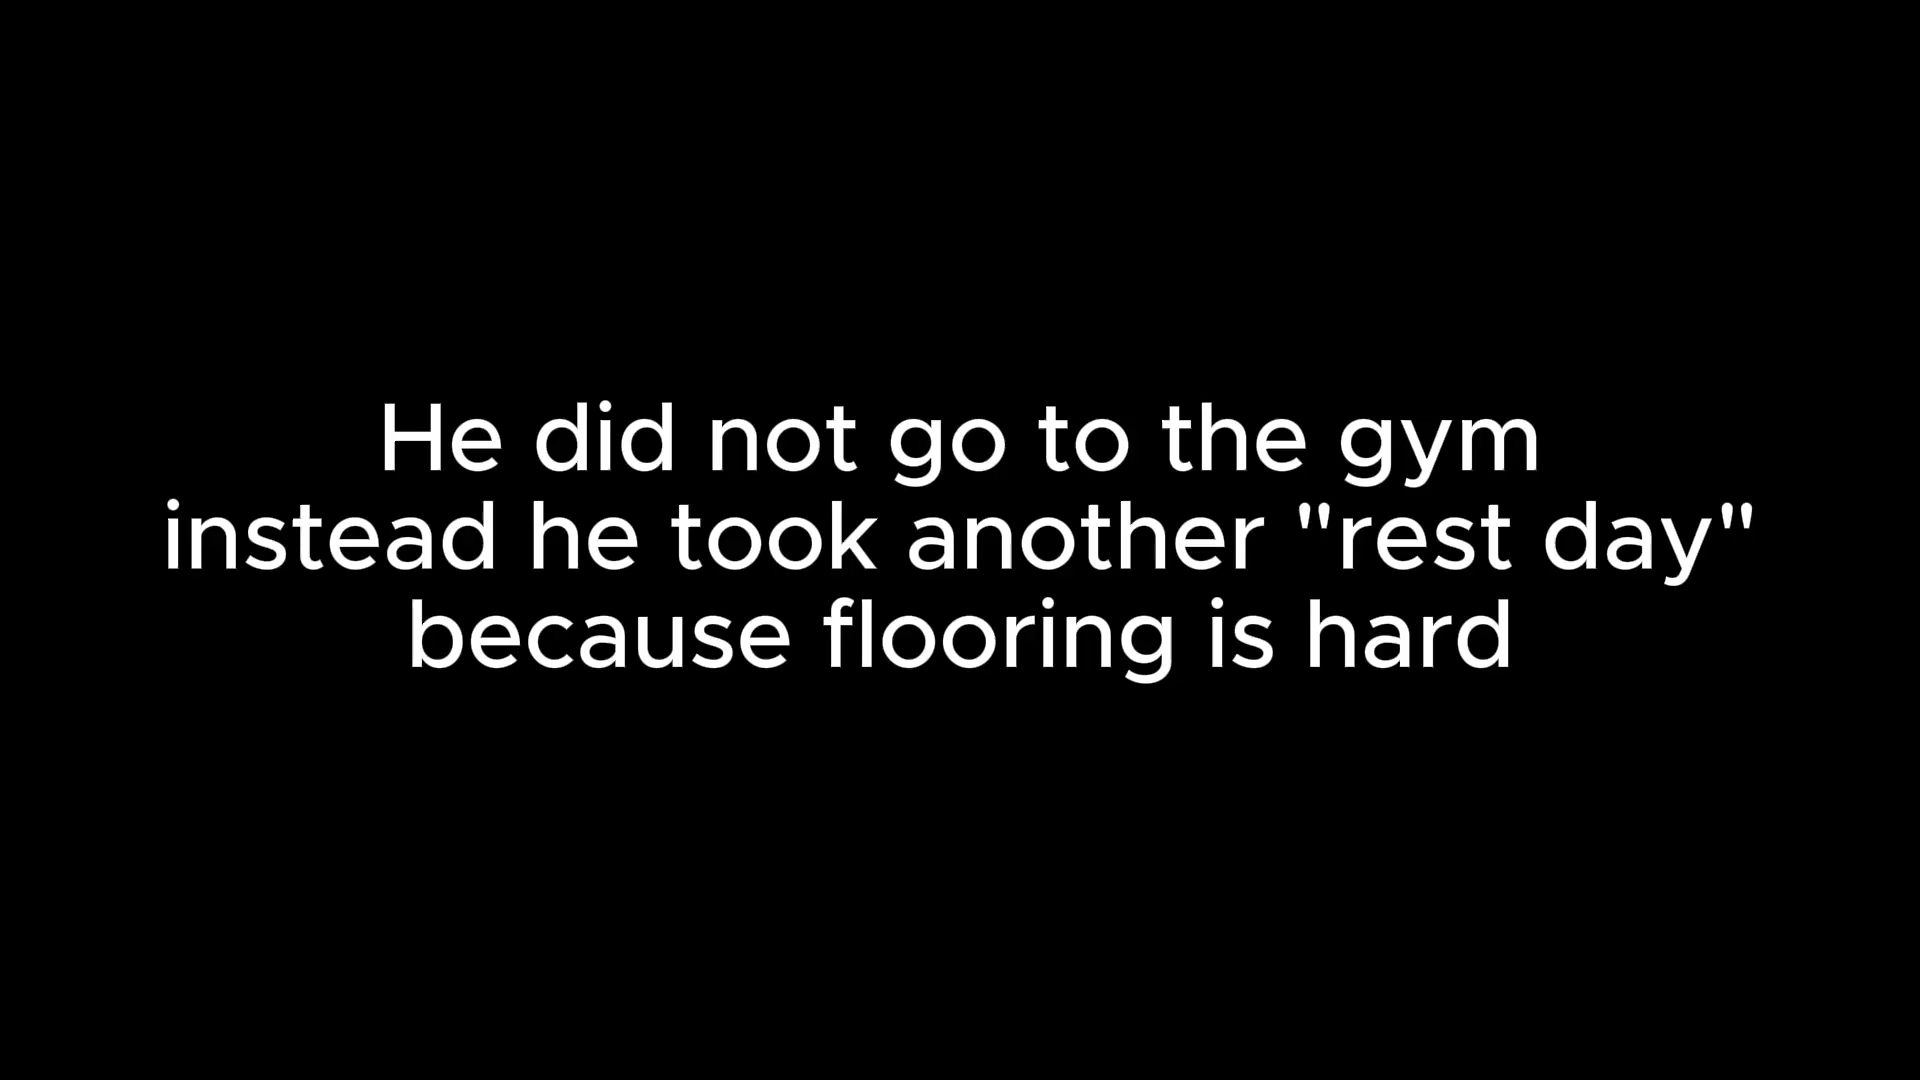 He did not go to the gym
instead he took another "rest day"
because flooring is hard